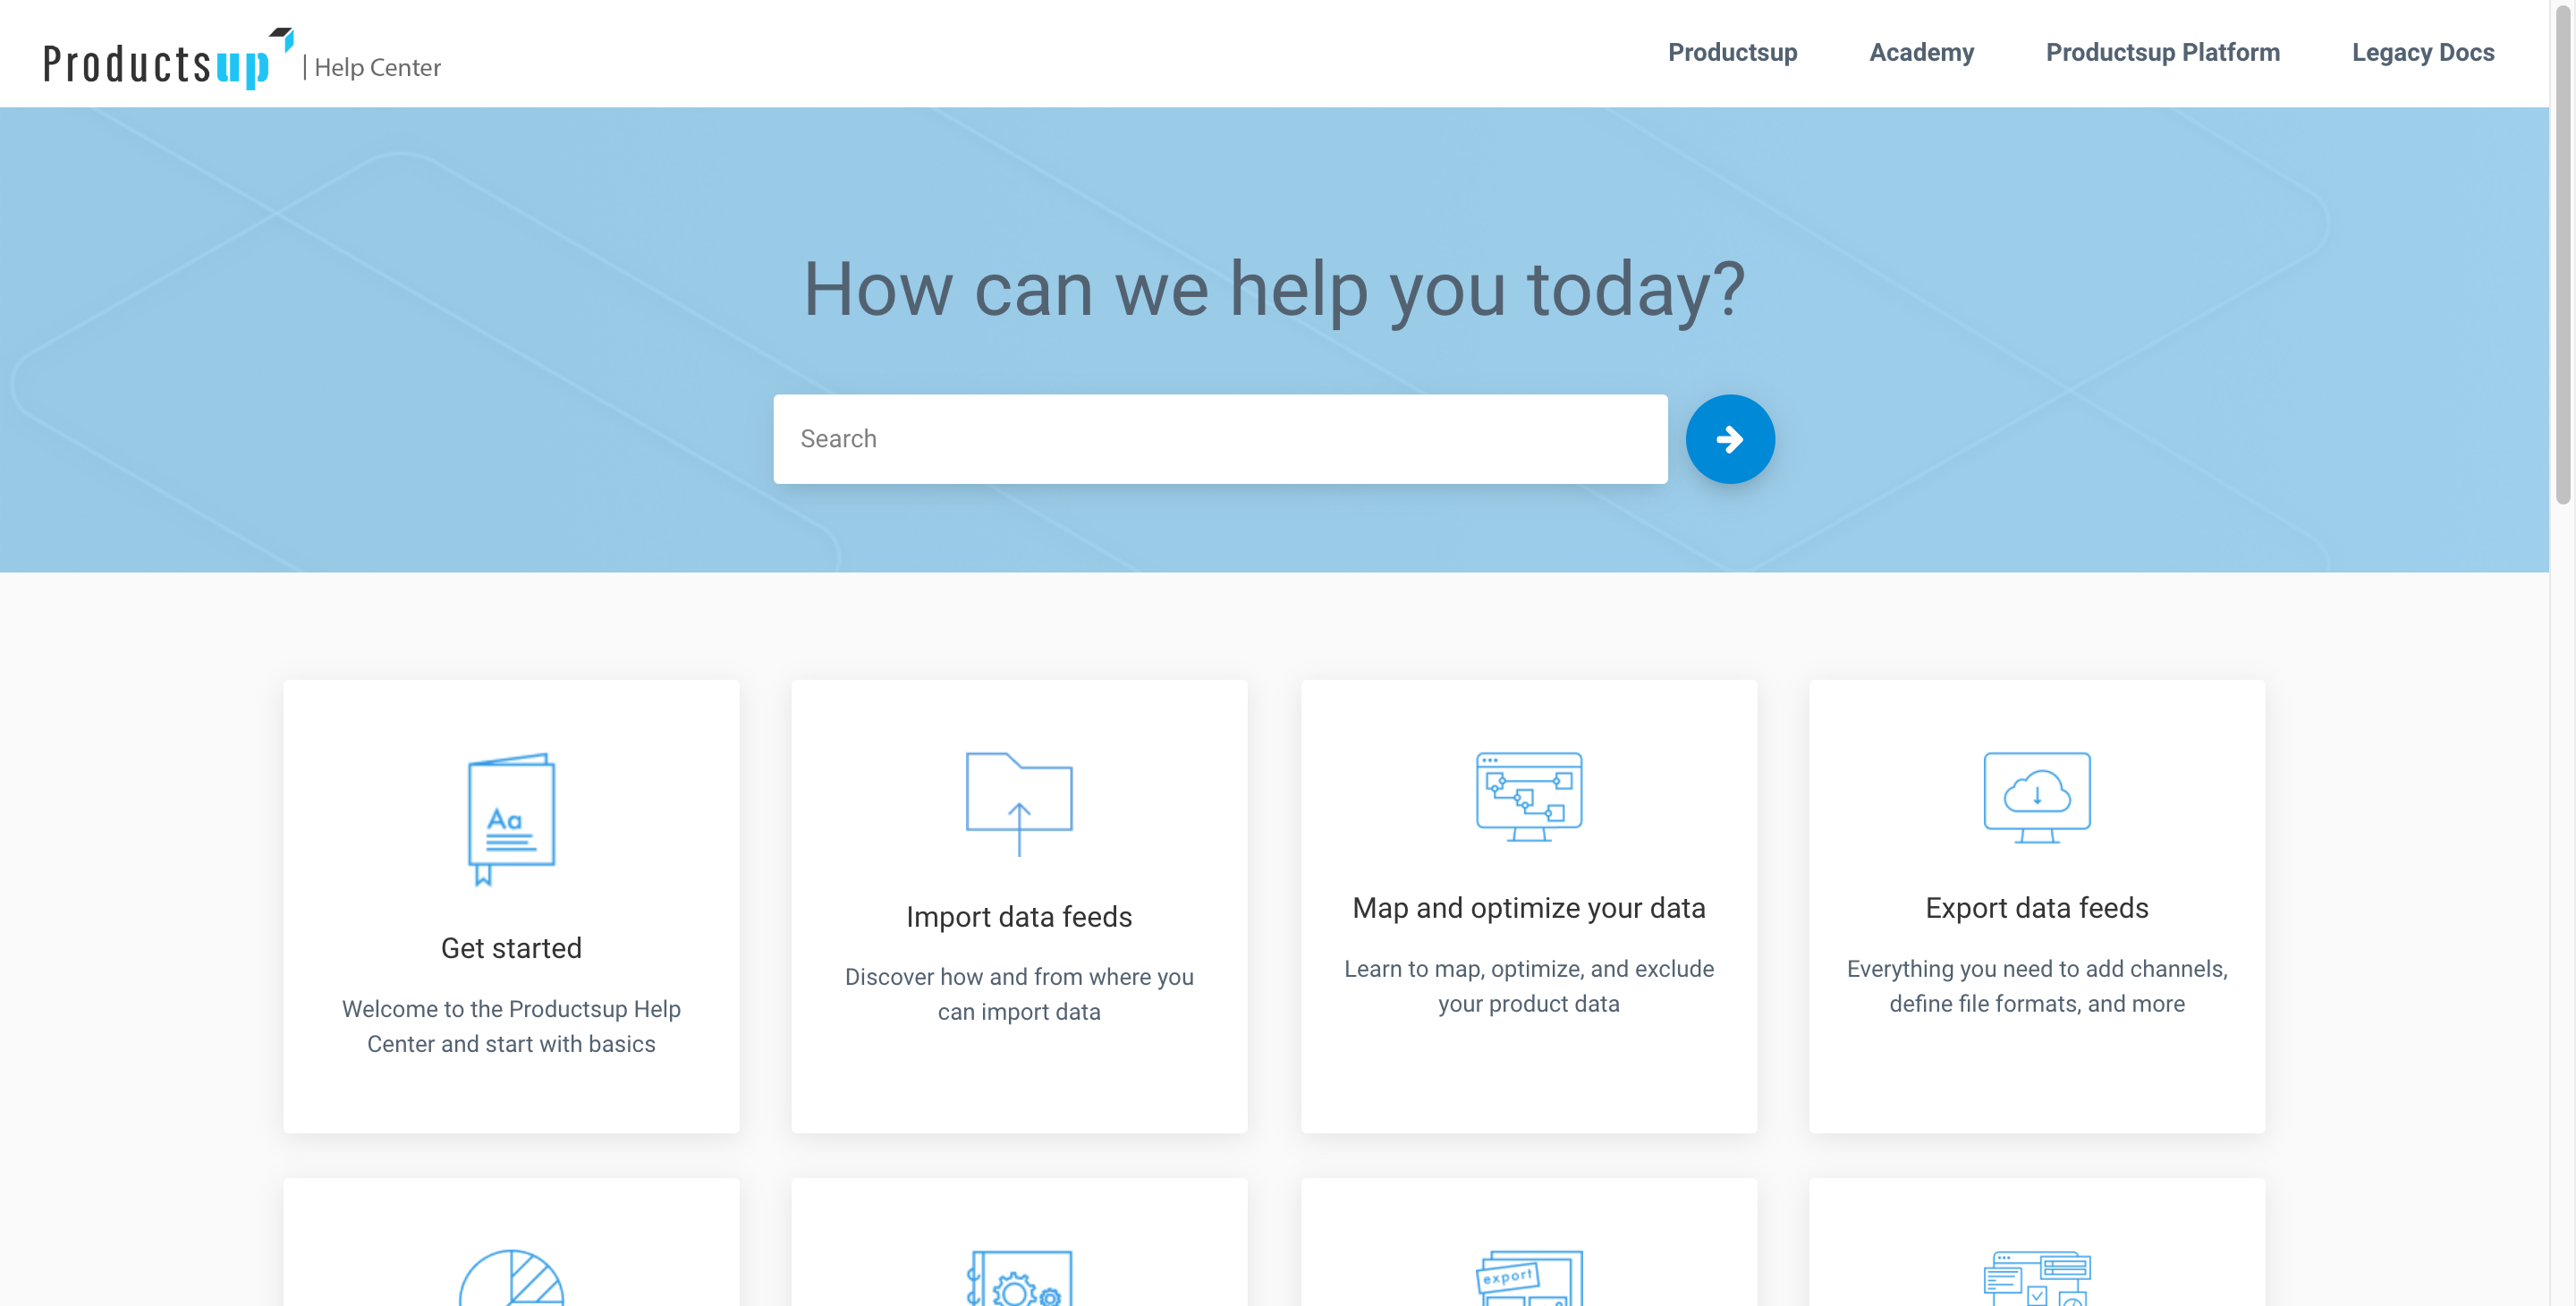 Productsup | Help Center
Productsup
Academy
Productsup Platform
Legacy Docs
How can we help you today?
Search
Aa
Get started
Welcome to the Productsup Help
Center and start with basics
Import data feeds
Discover how and from where you
can import data
Map and optimize your data
Learn to map, optimize, and exclude
your product data
Export data feeds
Everything you need to add channels,
define file formats, and more
export